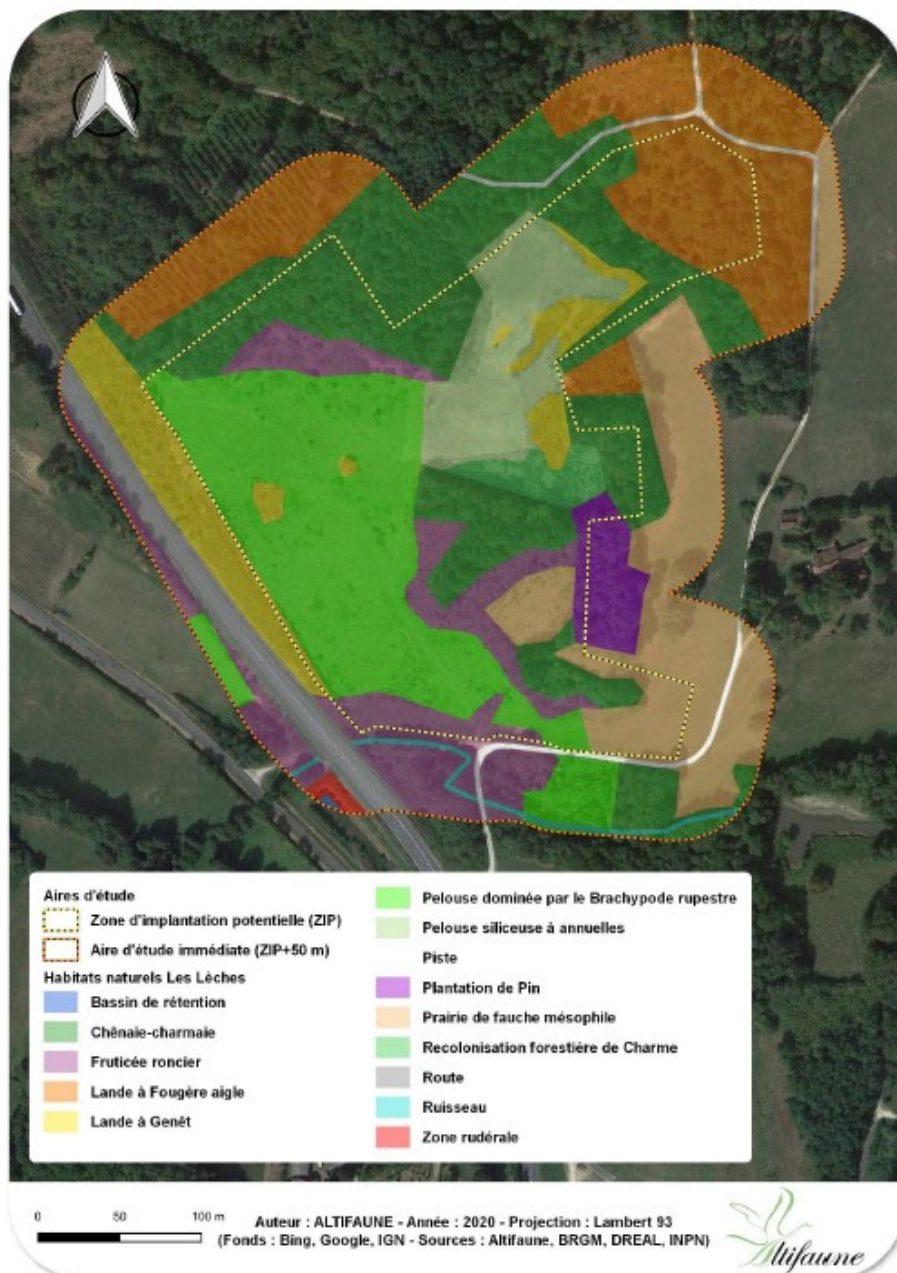 Aires d'étude
Zone d'implantation potentielle (ZIP)
Aire d'étude immédiate (ZIP+50 m)
Habitats naturels Les Lèches
Bassin de rétention
Chênaie-charmaie
Fruticée roncier
Lande à Fougère aigle
Lande à Genêt
Pelouse dominée par le Brachypode rupestre
Pelouse siliceuse à annuelles
Piste
Plantation de Pin
Prairie de fauche mésophile
Recolonisation forestière de Charme
Route
Ruisseau
Zone rudérale
0 50 100 m
Auteur : ALTIFAUNE - Année : 2020 - Projection : Lambert 93
(Fonds : Bing, Google, IGN - Sources : Altifaune, BRGM, DREAL, INPN)
Altifaune